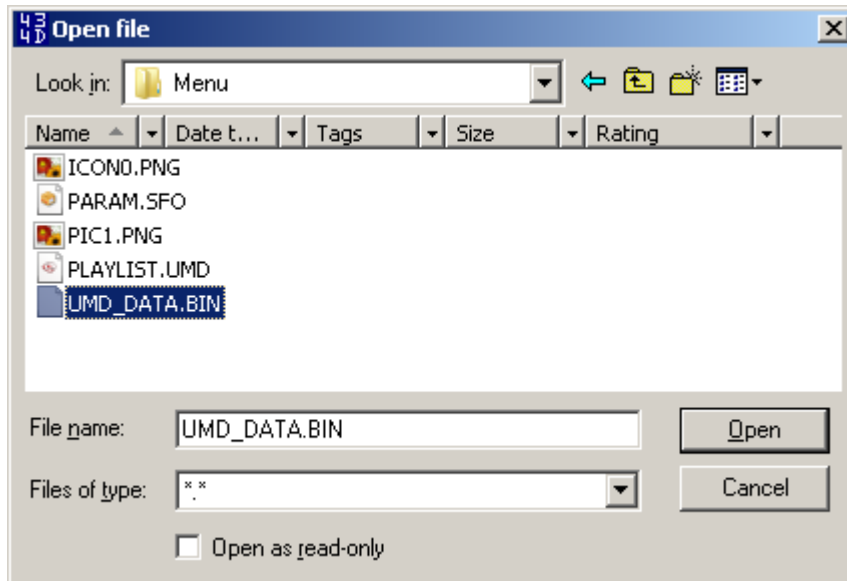 Open file
Look in: Menu
Name Date t... Tags Size Rating
ICON0.PNG
PARAM.SFO
PIC1.PNG
PLAYLIST.UMD
UMD_DATA.BIN
File name: UMD_DATA.BIN Open
Files of type: *.* Cancel
Open as read-only